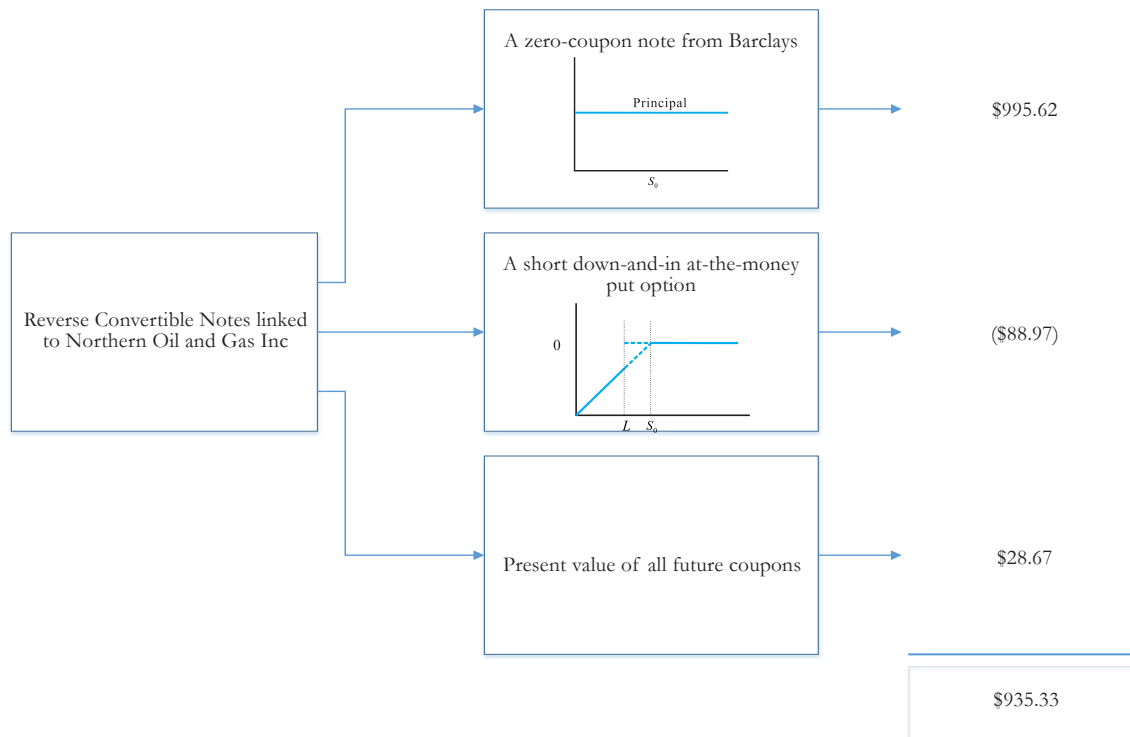 A zero-coupon note from Barclays
Principal
S₀
$995.62
Reverse Convertible Notes linked
to Northern Oil and Gas Inc
A short down-and-in at-the-money
put option
0
L S₀
($88.97)
Present value of all future coupons
$28.67
$935.33